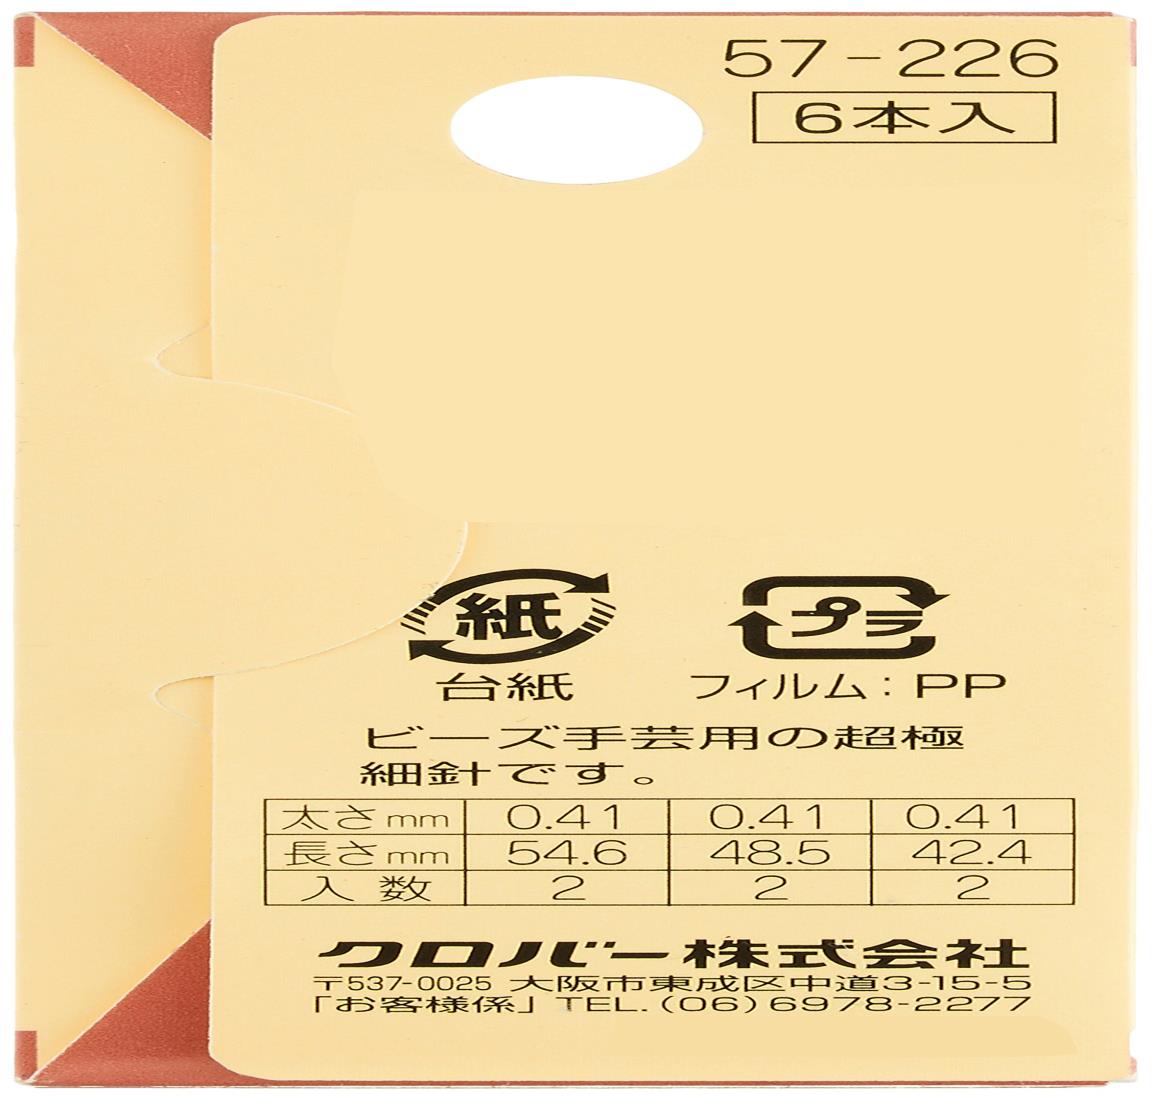 57-226
6本入
紙 プラ
台紙 フィルム：PP
ビーズ手芸用の超極
細針です。
太さmm 0.41 0.41 0.41
長さmm 54.6 48.5 42.4
入数 2 2 2
クロバー株式会社
〒537-0025 大阪市東成区中道3-15-5
「お客様係」TEL.(06)6978-2277